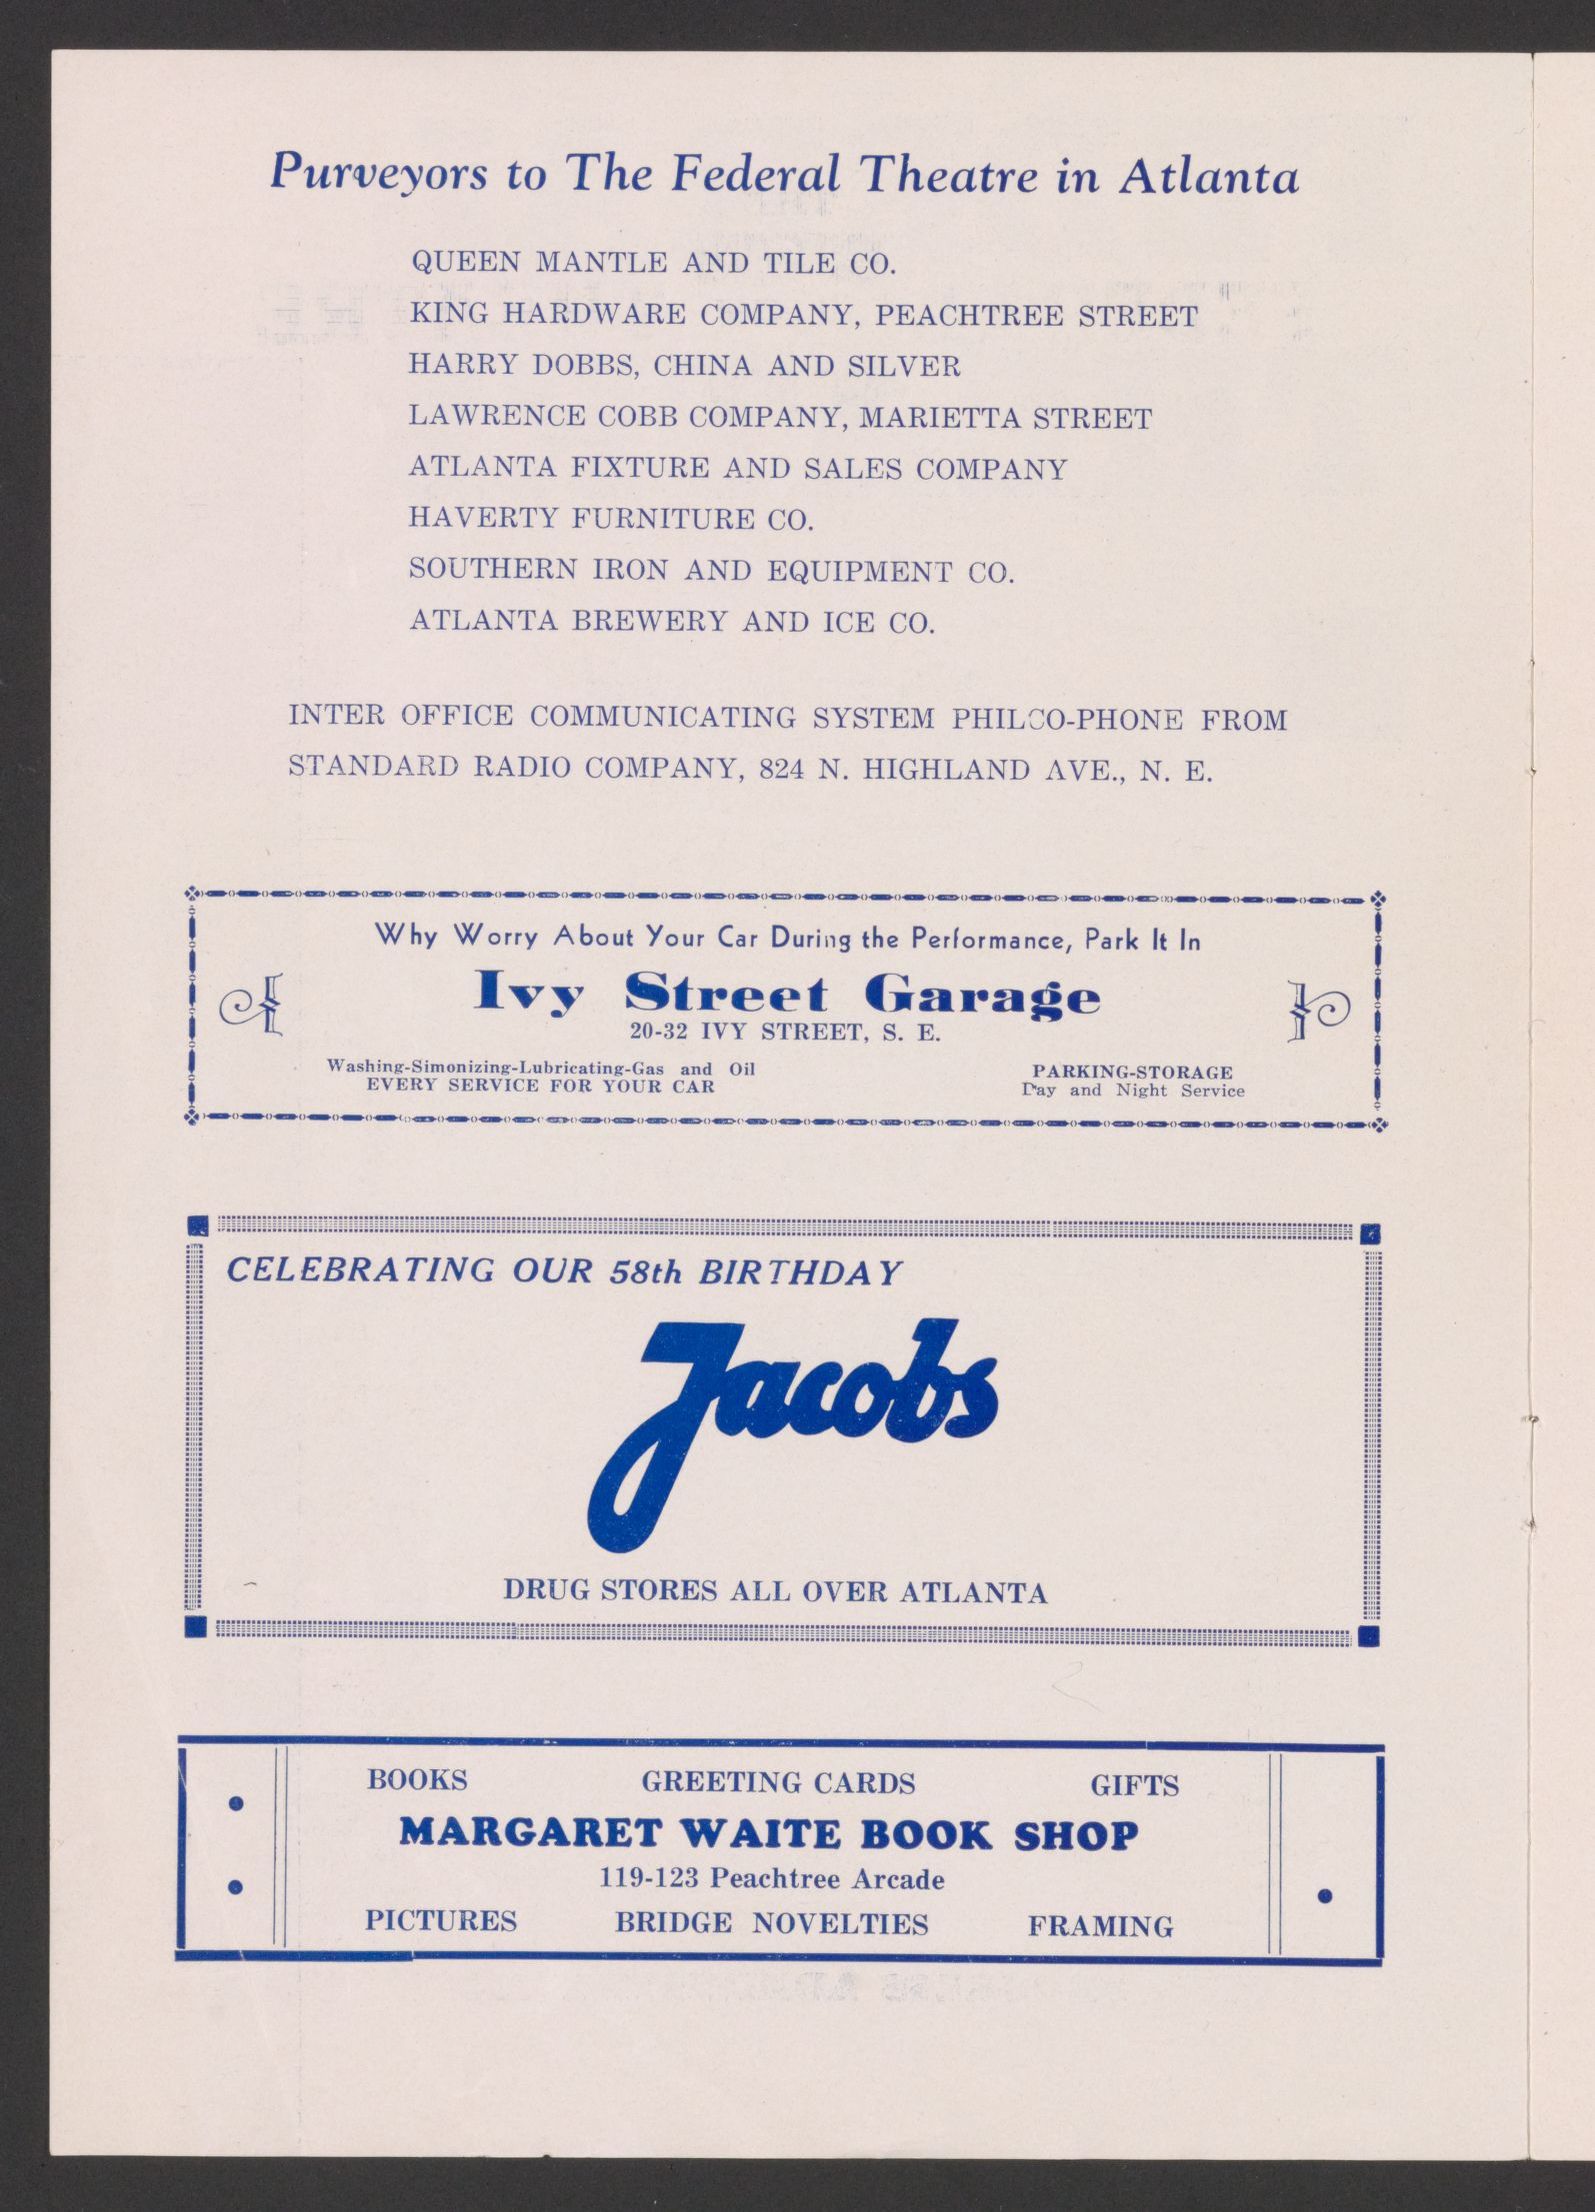 Purveyors to The Federal Theatre in Atlanta
QUEEN MANTLE AND TILE CO.
KING HARDWARE COMPANY, PEACHTREE STREET
HARRY DOBBS, CHINA AND SILVER
LAWRENCE COBB COMPANY, MARIETTA STREET
ATLANTA FIXTURE AND SALES COMPANY
HAVERTY FURNITURE CO.
SOUTHERN IRON AND EQUIPMENT CO.
ATLANTA BREWERY AND ICE CO.
INTER OFFICE COMMUNICATING SYSTEM PHILCO-PHONE FROM
STANDARD RADIO COMPANY, 824 N. HIGHLAND AVE., N. E.
Why Worry About Your Car During the Performance, Park It In
Ivy Street Garage
20-32 IVY STREET, S. E.
Washing-Simonizing-Lubricating-Gas and Oil
EVERY SERVICE FOR YOUR CAR
PARKING-STORAGE
Day and Night Service
CELEBRATING OUR 58th BIRTHDAY
Jacobs
DRUG STORES ALL OVER ATLANTA
BOOKS GREETING CARDS GIFTS
MARGARET WAITE BOOK SHOP
119-123 Peachtree Arcade
PICTURES BRIDGE NOVELTIES FRAMING